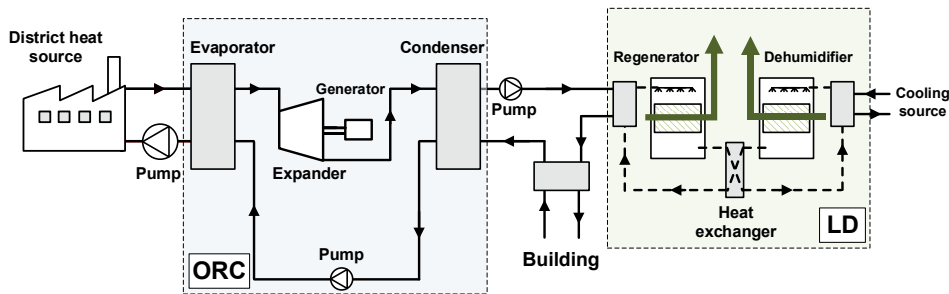 District heat
source
Evaporator
Condenser
Regenerator
Dehumidifier
Generator
Pump
Cooling
source
Pump
Expander
Heat
exchanger
LD
Pump
Building
ORC